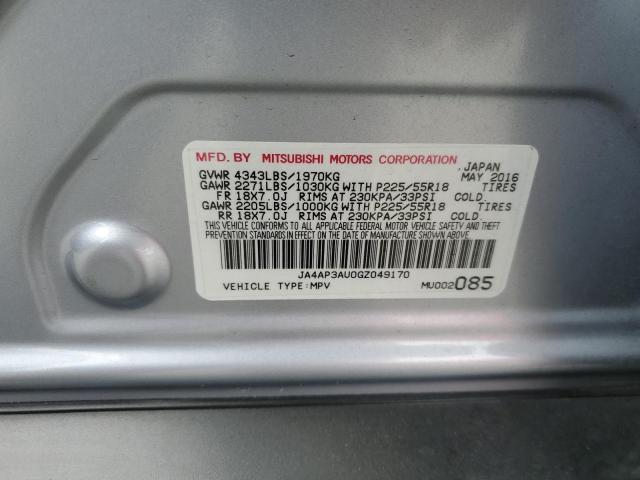 MFD. BY MITSUBISHI MOTORS CORPORATION JAPAN
GVWR 4343LBS/1970KG MAY 2016
GAWR 2271LBS/1030KG WITH P225/55R18 TIRES
FR 18X7.0J RIMS AT 230KPA/33PSI COLD.
GAWR 2205LBS/1000KG WITH P225/55R18 TIRES
RR 18X7.0J RIMS AT 230KPA/33PSI COLD.
THIS VEHICLE CONFORMS TO ALL APPLICABLE FEDERAL MOTOR VEHICLE SAFETY AND THEFT
PREVENTION STANDARDS IN EFFECT ON THE DATE OF MANUFACTURE SHOWN ABOVE.
JA4AP3AU0GZ049170
VEHICLE TYPE:MPV MU002085